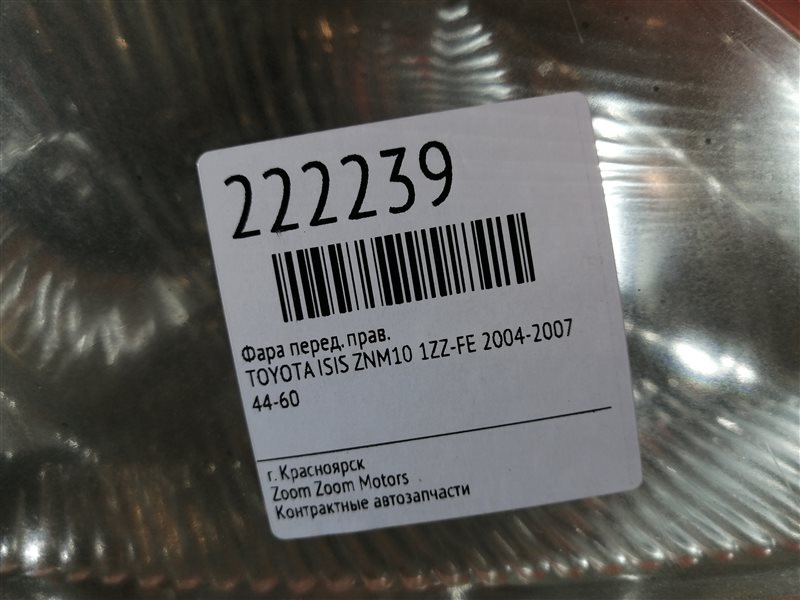 222239
Фара перед. прав.
TOYOTA ISIS ZNM10 1ZZ-FE 2004-2007
44-60
г. Красноярск
Zoom Zoom Motors
Контрактные автозапчасти